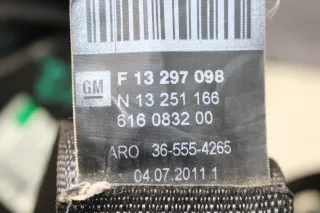 GM
F 13 297 098
N 13 251 166
616 0832 00
ARO 36-555-4265
04.07.2011 1